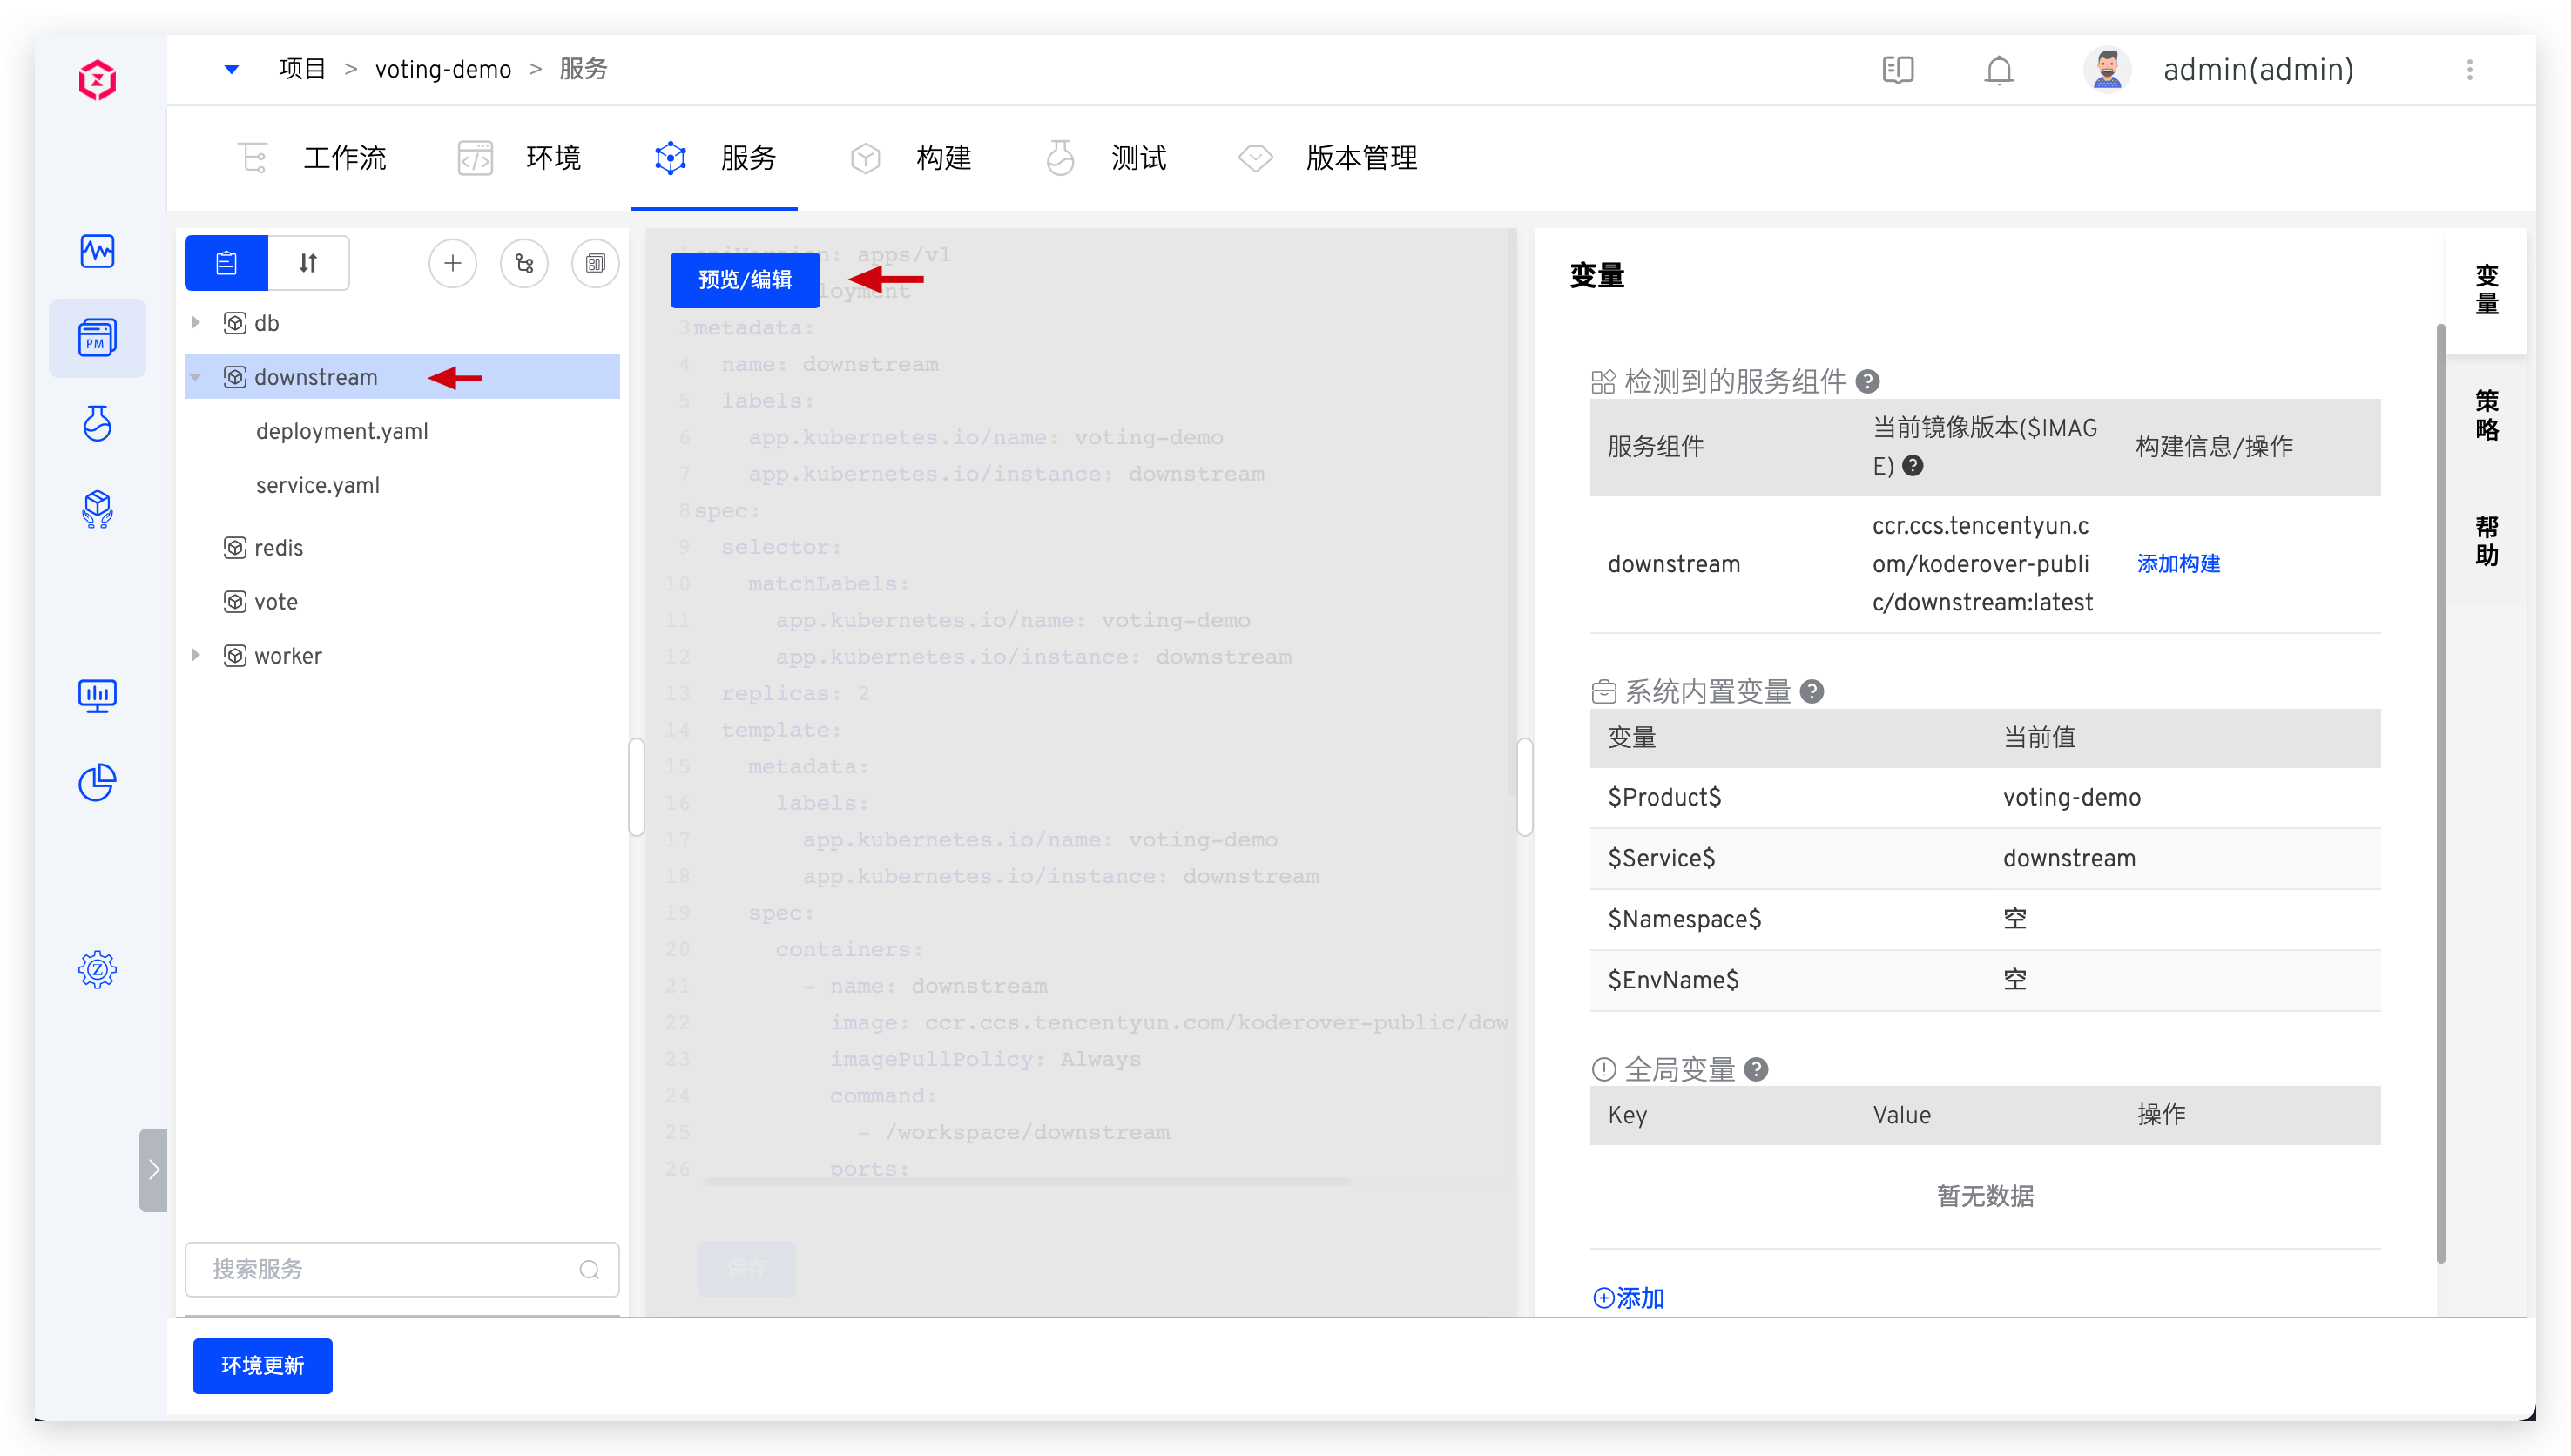 项目 > voting-demo > 服务
admin(admin)
工作流 环境 服务 构建 测试 版本管理
db
downstream
deployment.yaml
service.yaml
redis
vote
worker
搜索服务
环境更新
预览/编辑
: apps/v1
loyment
3 metadata:
4 name: downstream
5 labels:
6 app.kubernetes.io/name: voting-demo
7 app.kubernetes.io/instance: downstream
8 spec:
9 selector:
10 matchLabels:
11 app.kubernetes.io/name: voting-demo
12 app.kubernetes.io/instance: downstream
13 replicas: 2
14 template:
15 metadata:
16 labels:
17 app.kubernetes.io/name: voting-demo
18 app.kubernetes.io/instance: downstream
19 spec:
20 containers:
21 - name: downstream
22 image: ccr.ccs.tencentyun.com/koderover-public/dow
23 imagePullPolicy: Always
24 command:
25 - /workspace/downstream
26 ports:
保存
变量
检测到的服务组件 ?
服务组件 当前镜像版本($IMAG
E) ? 构建信息/操作
downstream ccr.ccs.tencentyun.c
om/koderover-publi
c/downstream:latest 添加构建
系统内置变量 ?
变量 当前值
$Product$ voting-demo
$Service$ downstream
$Namespace$ 空
$EnvName$ 空
全局变量 ?
Key Value 操作
暂无数据
添加
变量
策略
帮助
PM